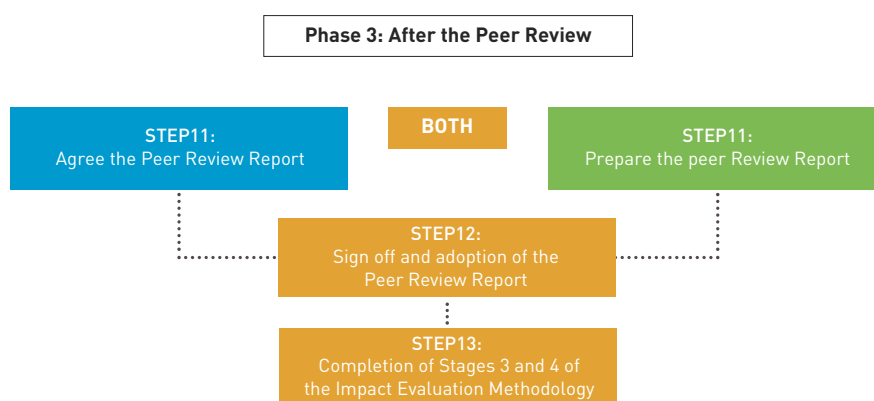 Phase 3: After the Peer Review
STEP11:
Agree the Peer Review Report
BOTH
STEP11:
Prepare the peer Review Report
STEP12:
Sign off and adoption of the
Peer Review Report
STEP13:
Completion of Stages 3 and 4 of
the Impact Evaluation Methodology